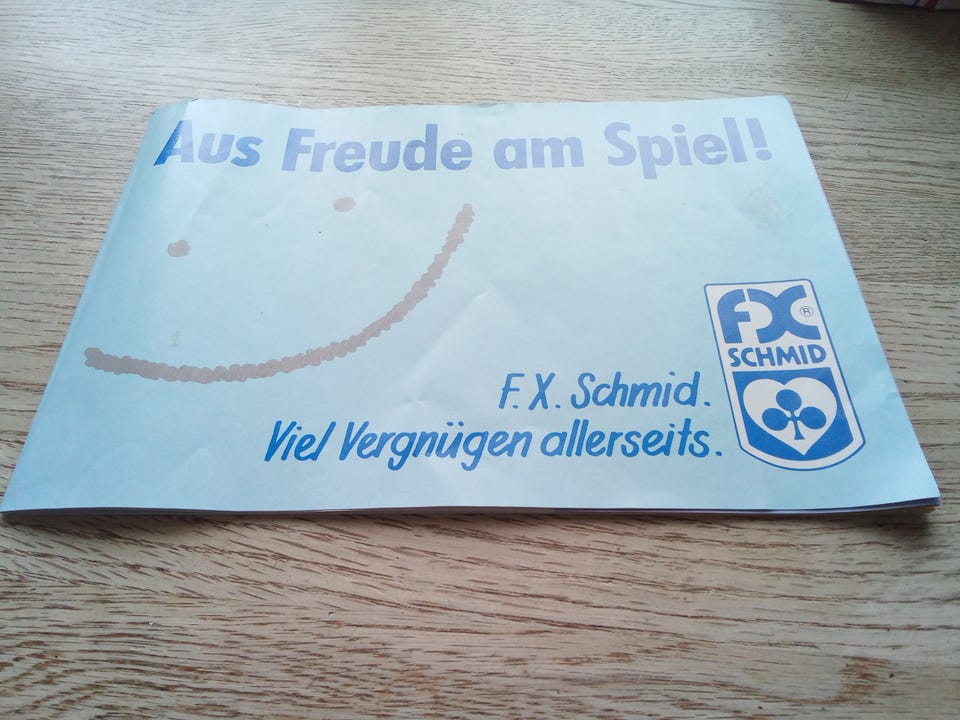 Aus Freude am Spiel!
FX®
SCHMID
F.X. Schmid.
Viel Vergnügen allerseits.